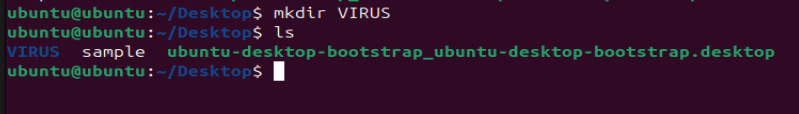 ubuntu@ubuntu:~/Desktop$ mkdir VIRUS
ubuntu@ubuntu:~/Desktop$ ls
VIRUS  sample  ubuntu-desktop-bootstrap_ubuntu-desktop-bootstrap.desktop
ubuntu@ubuntu:~/Desktop$